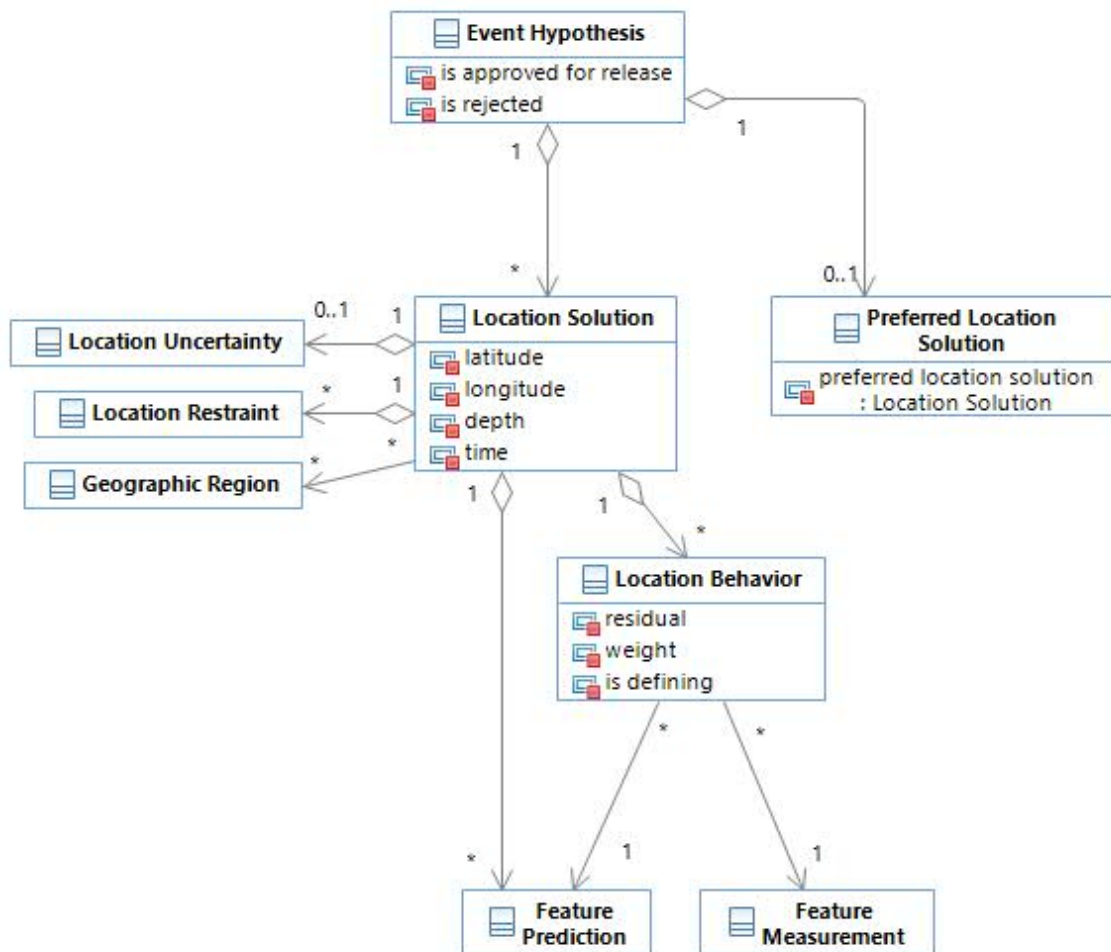 Event Hypothesis
is approved for release
is rejected
1
1
*
0..1
0..1
1
Location Solution
Preferred Location
Solution
Location Uncertainty
latitude
preferred location solution
: Location Solution
*
1
longitude
Location Restraint
depth
*
*
time
Geographic Region
1
1
*
Location Behavior
residual
weight
is defining
*
*
*
1
1
Feature
Prediction
Feature
Measurement